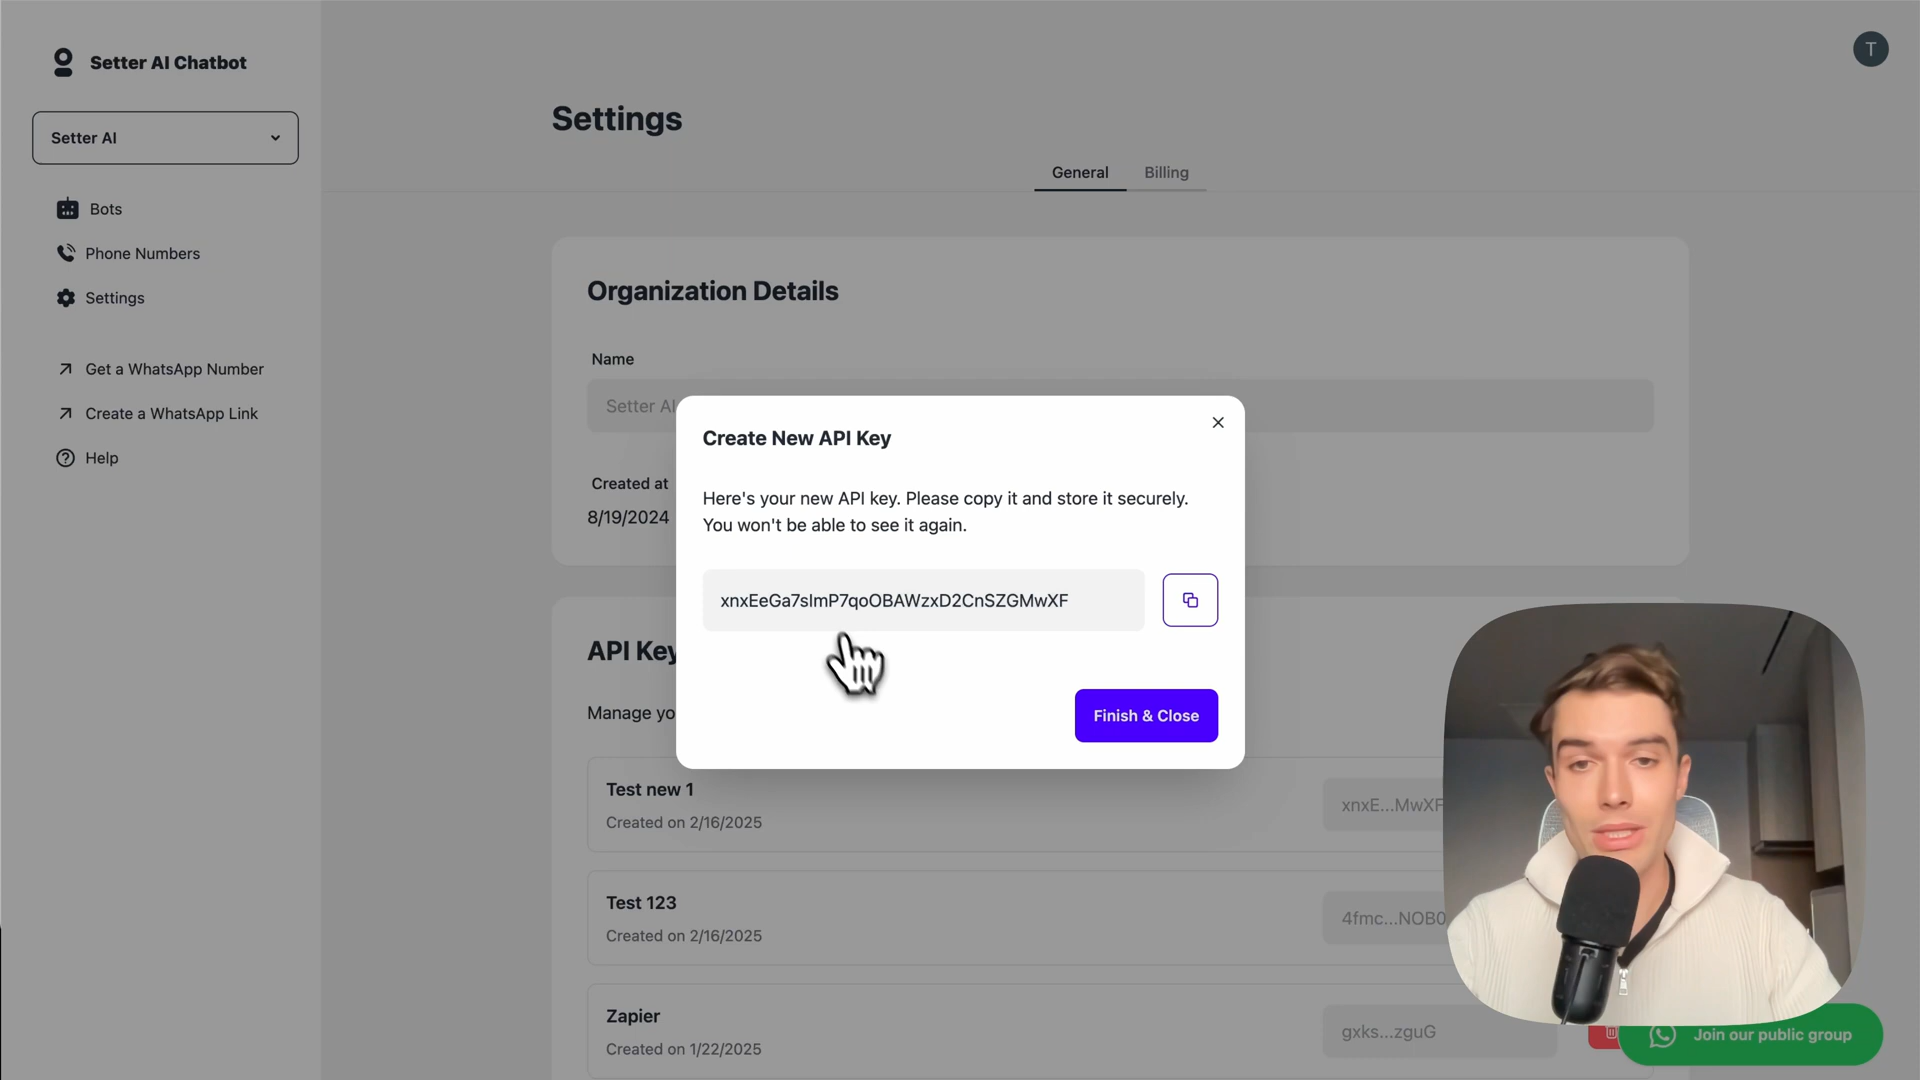 Setter AI Chatbot
T
Setter AI
Bots
Phone Numbers
Settings
Get a WhatsApp Number
Create a WhatsApp Link
Help
Settings
General
Billing
Organization Details
Name
Setter AI
Created at
8/19/2024
Create New API Key
Here's your new API key. Please copy it and store it securely.
You won't be able to see it again.
xnxEeGa7slmP7qoOBAWzxD2CnSZGMwXF
Finish & Close
API Key
Manage yo
Test new 1
Created on 2/16/2025
xnxE...MwXF
Test 123
Created on 2/16/2025
4fmc...NOB0
Zapier
Created on 1/22/2025
gxks...zguG
Join our public group